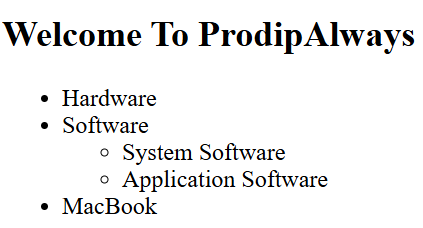 Welcome To ProdipAlways
Hardware
Software
System Software
Application Software
MacBook